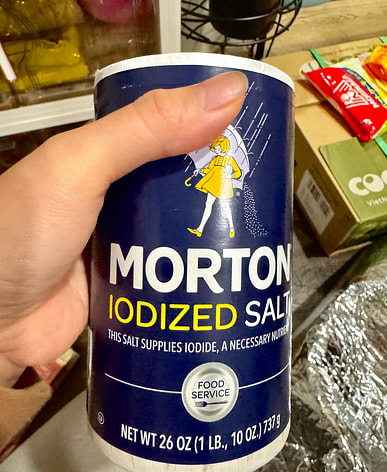 MORTON
IODIZED SALT
THIS SALT SUPPLIES IODIDE, A NECESSARY
FOOD
SERVICE
NET WT 26 OZ (1 LB., 10 OZ.) 737 g